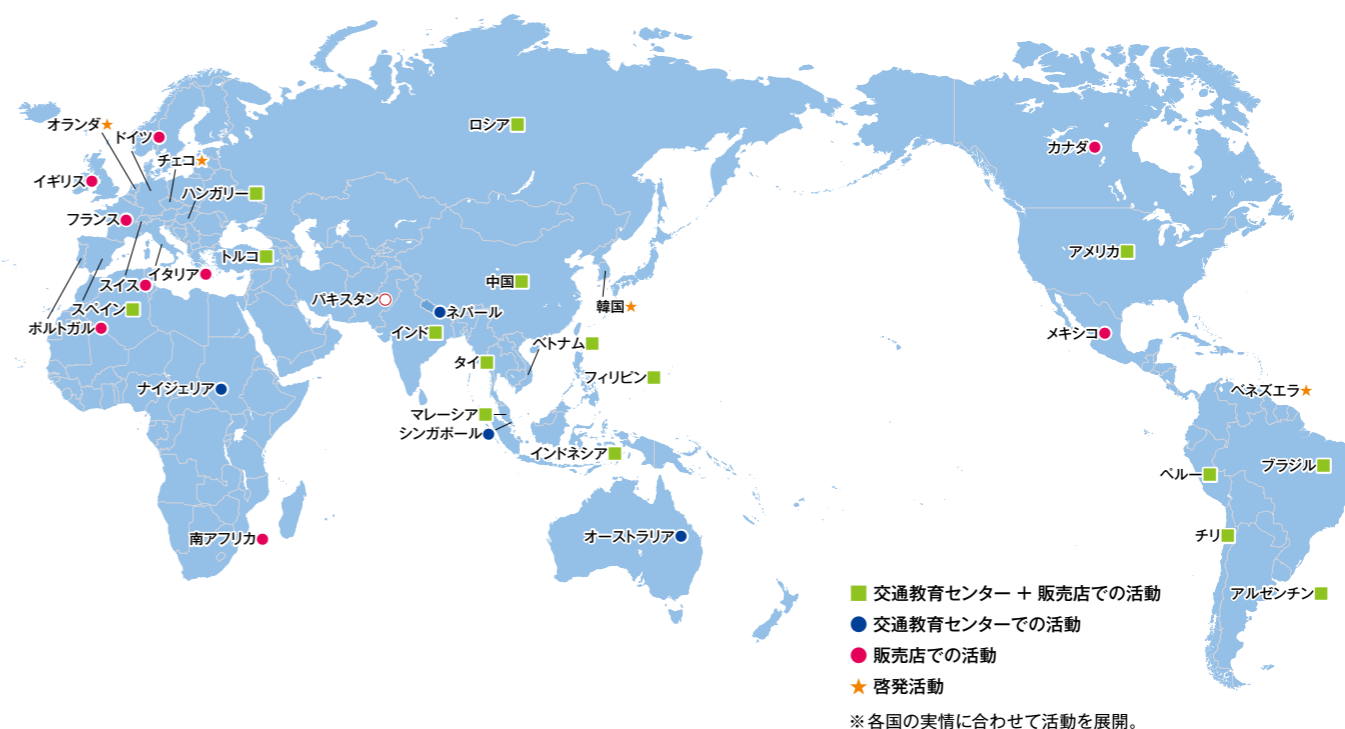 オランダ★
ドイツ●
チェコ★
イギリス●
ハンガリー■
フランス●
トルコ■
イタリア●
スイス●
スペイン■
ポルトガル●
ロシア■
中国■
パキスタン○
●ネパール
インド■
韓国★
ベトナム■
タイ■
フィリピン■
ナイジェリア●
マレーシア■
シンガポール●
インドネシア■
南アフリカ●
オーストラリア●
カナダ●
アメリカ■
メキシコ●
ベネズエラ★
ブラジル■
ペルー■
チリ■
アルゼンチン■
■ 交通教育センター + 販売店での活動
● 交通教育センターでの活動
● 販売店での活動
★ 啓発活動
※各国の実情に合わせて活動を展開。